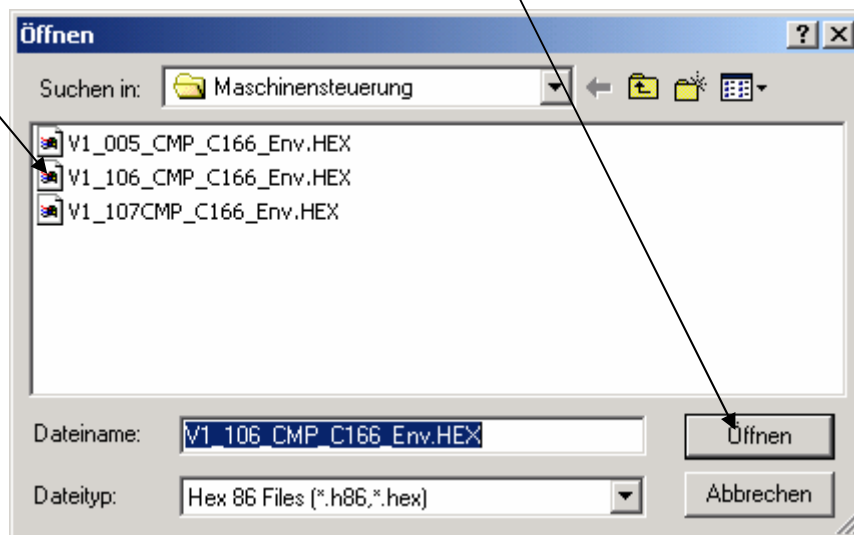 Öffnen
Suchen in: Maschinensteuerung
V1_005_CMP_C166_Env.HEX
V1_106_CMP_C166_Env.HEX
V1_107CMP_C166_Env.HEX
Dateiname: V1_106_CMP_C166_Env.HEX Öffnen
Dateityp: Hex 86 Files (*.h86,*.hex) Abbrechen